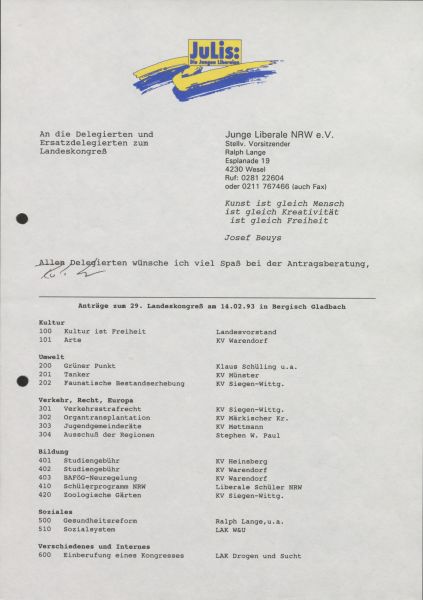 JuLis:
Die Jungen Liberalen
An die Delegierten und
Ersatzdelegierten zum
Landeskongreß
Junge Liberale NRW e.V.
Stellv. Vorsitzender
Ralph Lange
Esplanade 19
4230 Wesel
Ruf: 0281 22604
oder 0211 767466 (auch Fax)
Kunst ist gleich Mensch
ist gleich Kreativität
ist gleich Freiheit
Josef Beuys
Allen Delegierten wünsche ich viel Spaß bei der Antragsberatung,
Anträge zum 29. Landeskongreß am 14.02.93 in Bergisch Gladbach
Kultur
100 Kultur ist Freiheit Landesvorstand
101 Arte KV Warendorf
Umwelt
200 Grüner Punkt Klaus Schüling u.a.
201 Tanker KV Münster
202 Faunatische Bestandserhebung KV Siegen-Wittg.
Verkehr, Recht, Europa
301 Verkehrsstrafrecht KV Siegen-Wittg.
302 Organtransplantation KV Märkischer Kr.
303 Jugendgemeinderäte KV Mettmann
304 Ausschuß der Regionen Stephen W. Paul
Bildung
401 Studiengebühr KV Heinsberg
402 Studiengebühr KV Warendorf
403 BAFÖG-Neuregelung KV Warendorf
410 Schülerprogramm NRW Liberale Schüler NRW
420 Zoologische Gärten KV Siegen-Wittg.
Soziales
500 Gesundheitsreform Ralph Lange,u.a.
510 Sozialsystem LAK W&U
Verschiedenes und Internes
600 Einberufung eines Kongresses LAK Drogen und Sucht